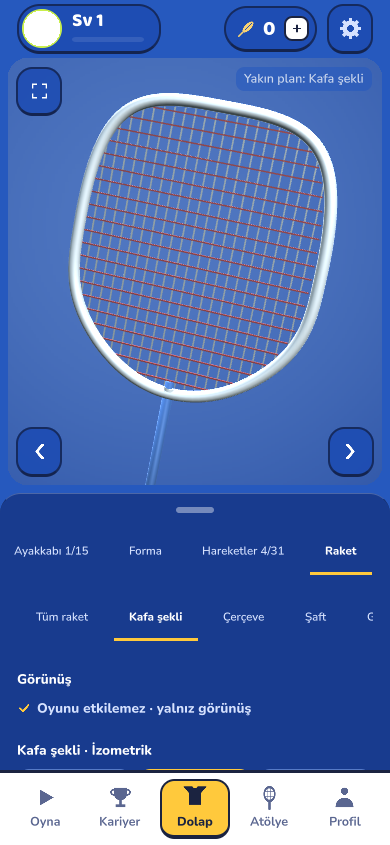 Sv 1
0 +
Yakın plan: Kafa şekli
Ayakkabı 1/15 Forma Hareketler 4/31 Raket
Tüm raket Kafa şekli Çerçeve Şaft
Görünüş
Oyunu etkilemez · yalnız görünüş
Kafa şekli · İzometrik
Oyna Kariyer Dolap Atölye Profil